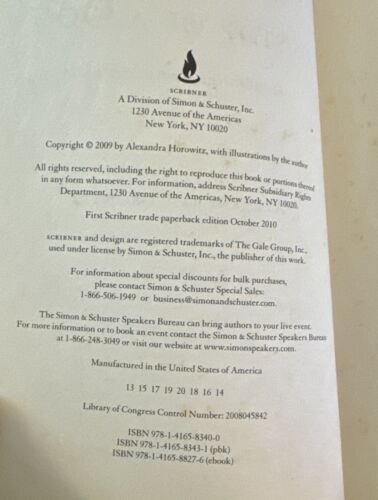 SCRIBNER
A Division of Simon & Schuster, Inc.
1230 Avenue of the Americas
New York, NY 10020
Copyright © 2009 by Alexandra Horowitz, with illustrations by the author
All rights reserved, including the right to reproduce this book or portions thereof
in any form whatsoever. For information, address Scribner Subsidiary Rights
Department, 1230 Avenue of the Americas, New York, NY 10020.
First Scribner trade paperback edition October 2010
SCRIBNER and design are registered trademarks of The Gale Group, Inc.,
used under license by Simon & Schuster, Inc., the publisher of this work.
For information about special discounts for bulk purchases,
please contact Simon & Schuster Special Sales:
1-866-506-1949 or business@simonandschuster.com.
The Simon & Schuster Speakers Bureau can bring authors to your live event.
For more information or to book an event contact the Simon & Schuster Speakers Bureau
at 1-866-248-3049 or visit our website at www.simonspeakers.com.
Manufactured in the United States of America
13 15 17 19 20 18 16 14
Library of Congress Control Number: 2008045842
ISBN 978-1-4165-8340-0
ISBN 978-1-4165-8343-1 (pbk)
ISBN 978-1-4165-8827-6 (ebook)